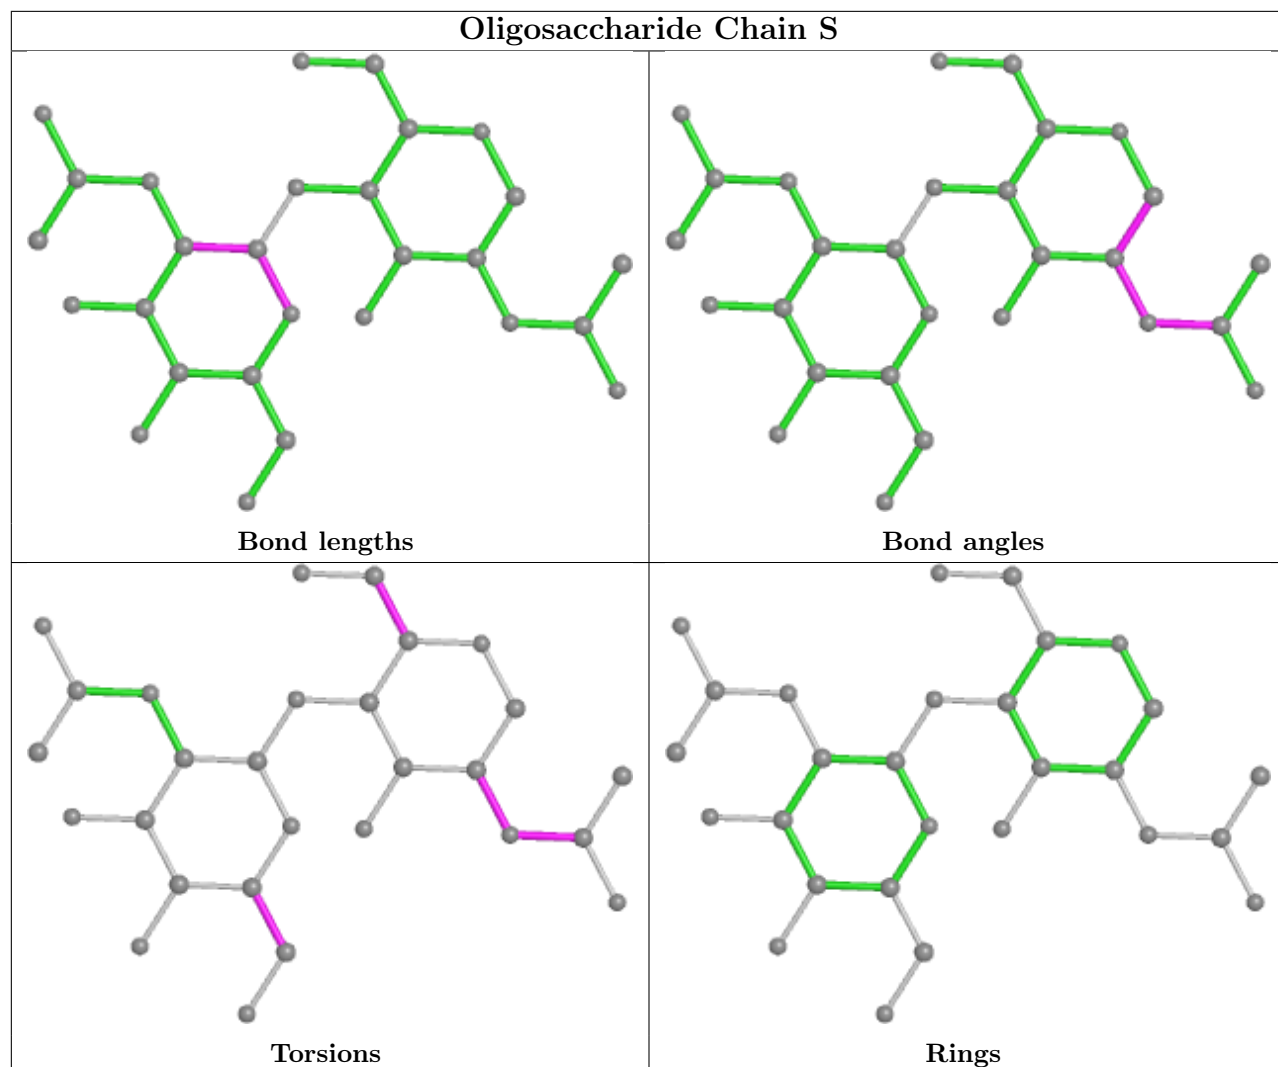 Oligosaccharide Chain S
Bond lengths
Bond angles
Torsions
Rings